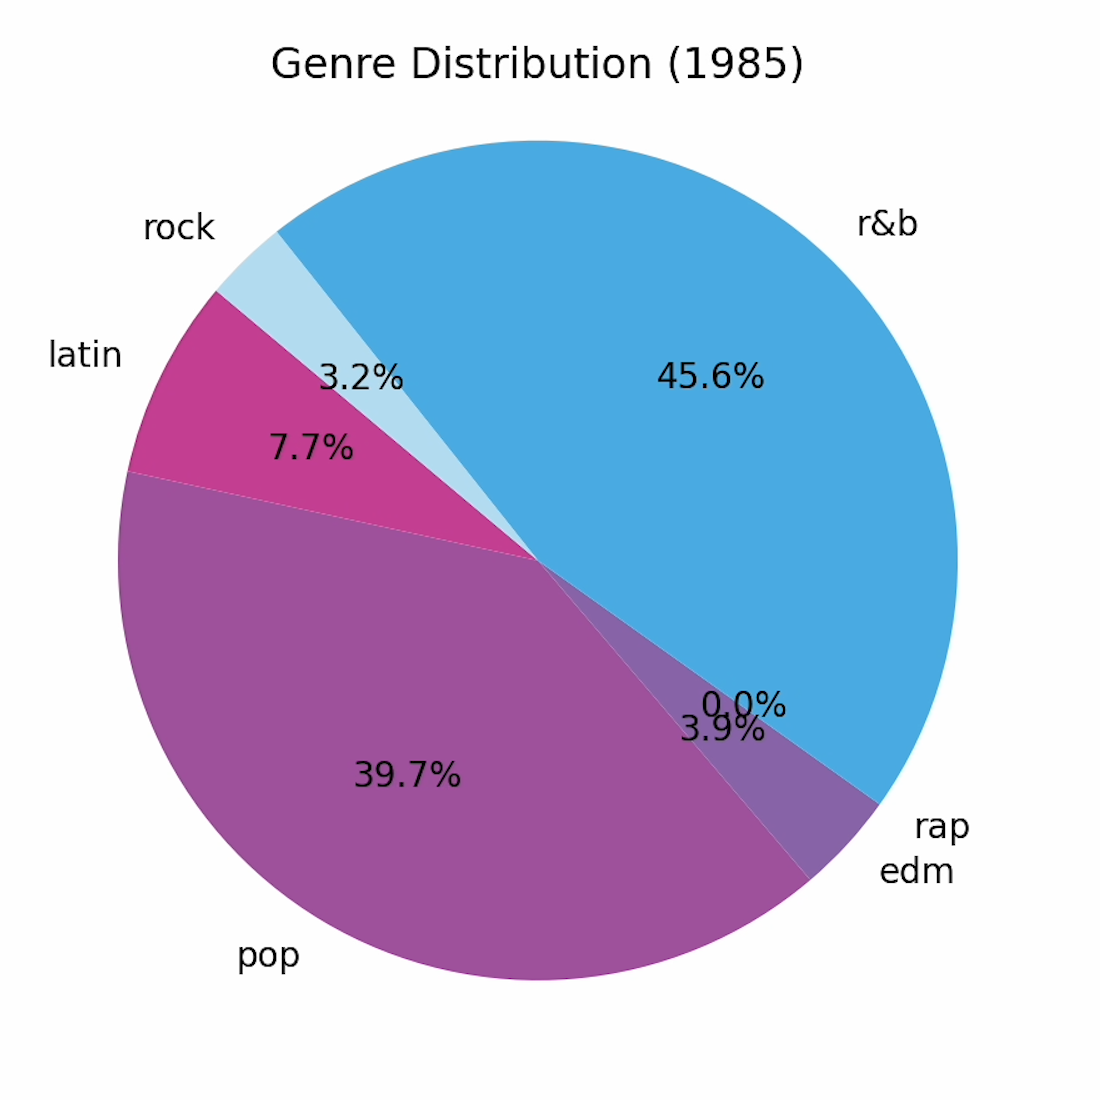 Genre Distribution (1985)
r&b
rock
latin
45.6%
3.2%
7.7%
0.0%
3.9%
39.7%
rap
edm
pop